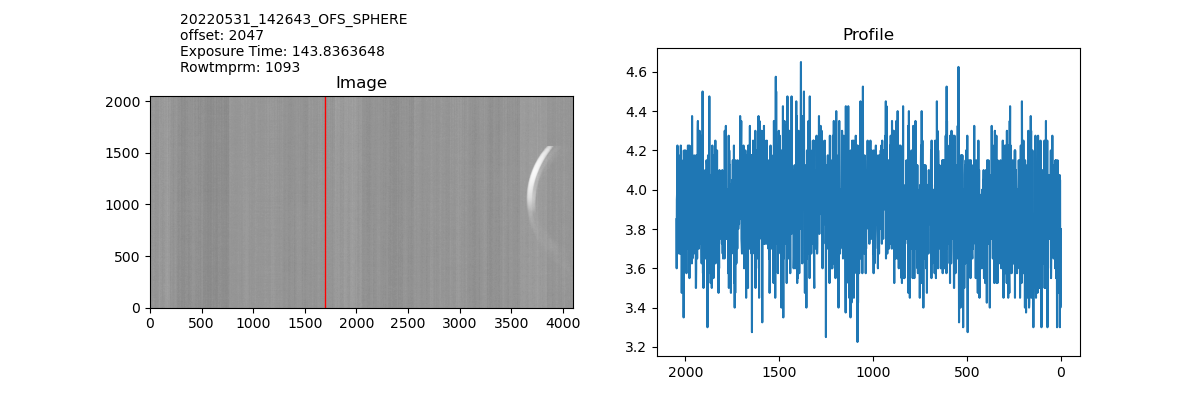 20220531_142643_OFS_SPHERE
offset: 2047
Exposure Time: 143.8363648
Rowtmprm: 1093
Image
2000
1500
1000
500
0
0 500 1000 1500 2000 2500 3000 3500 4000
Profile
4.6
4.4
4.2
4.0
3.8
3.6
3.4
3.2
2000 1500 1000 500 0